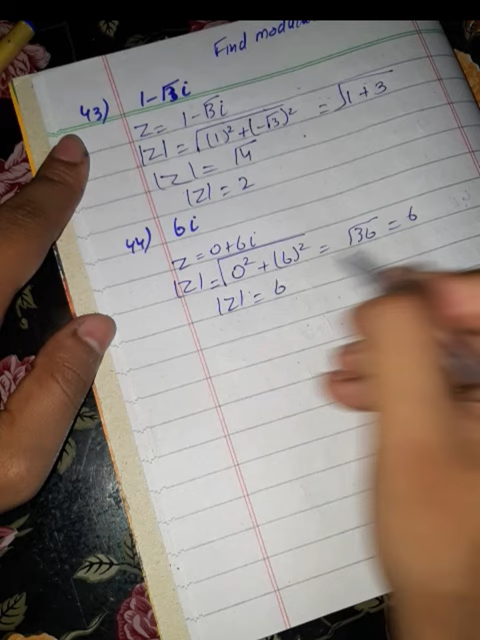 Find modulu
43) 1-√3i
z = 1-√3i
|z| = √(1)²+(-√3)² = √1+3
|z| = √4
|z| = 2
44) 6i
z = 0+6i
|z| = √0²+(6)² = √36 = 6
|z| = 6